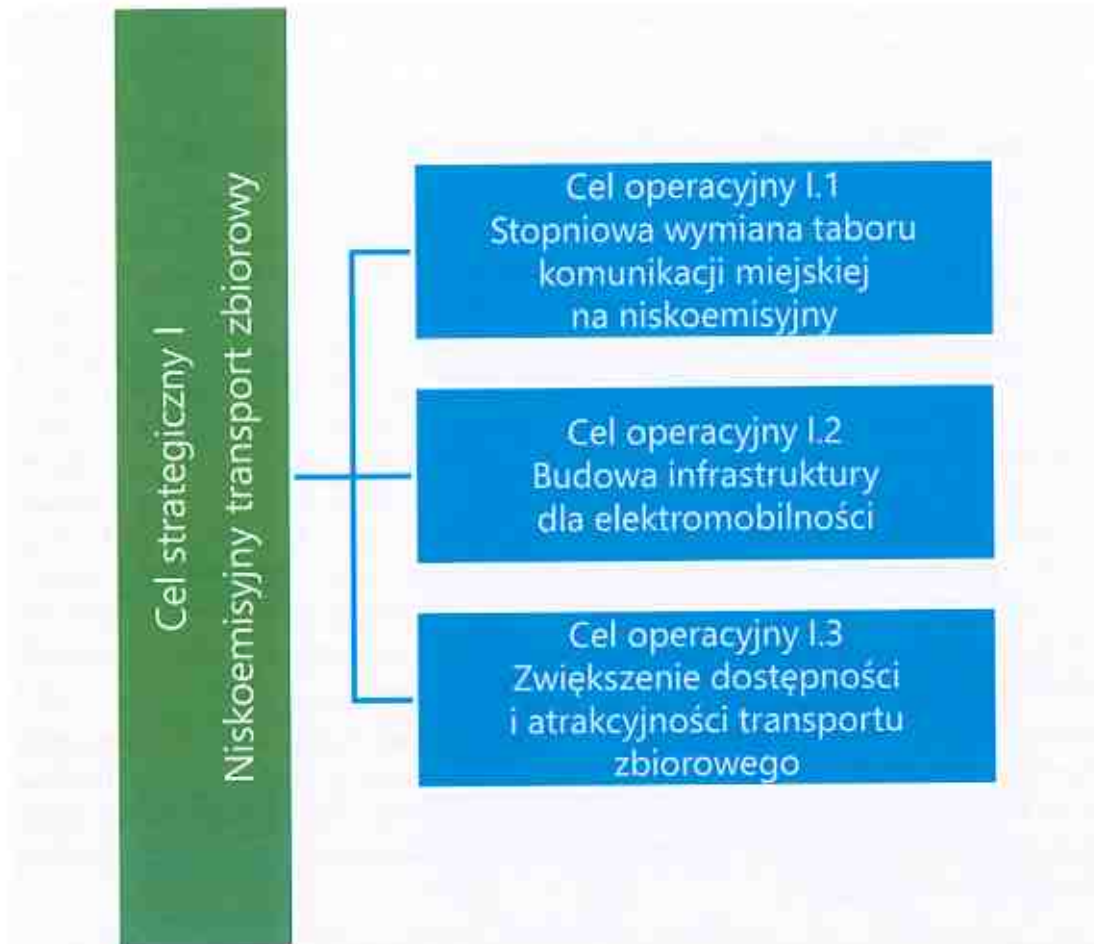 Cel strategiczny I
Niskoemisyjny transport zbiorowy
Cel operacyjny I.1
Stopniowa wymiana taboru
komunikacji miejskiej
na niskoemisyjny
Cel operacyjny I.2
Budowa infrastruktury
dla elektromobilności
Cel operacyjny I.3
Zwiększenie dostępności
i atrakcyjności transportu
zbiorowego